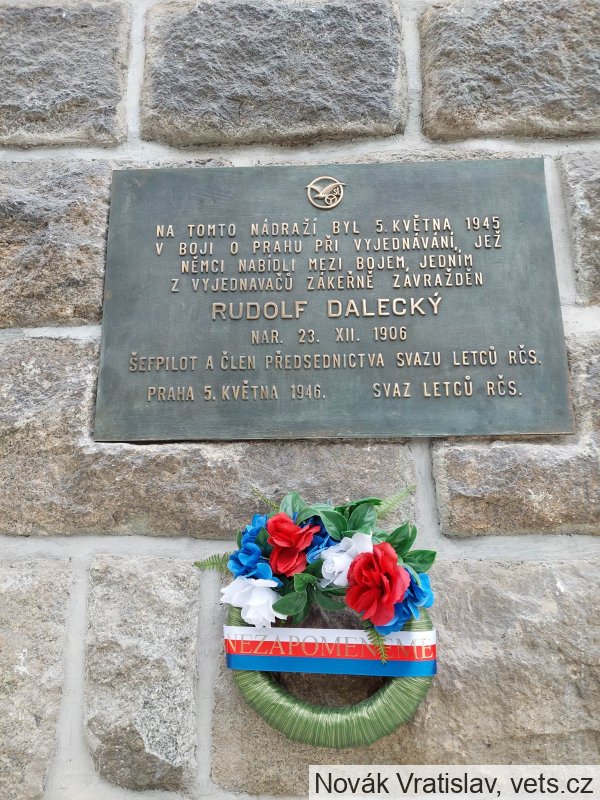 NA TOMTO NÁDRAŽÍ BYL 5. KVĚTNA 1945
V BOJI O PRAHU PŘI VYJEDNÁVÁNÍ, JEŽ
NĚMCI NABÍDLI MEZI BOJEM, JEDNÍM
Z VYJEDNAVAČŮ ZÁKEŘNĚ ZAVRAŽDĚN
RUDOLF DALECKÝ
NAR. 23. XII. 1906
ŠÉFPILOT A ČLEN PŘEDSEDNICTVA SVAZU LETCŮ RČS.
PRAHA 5. KVĚTNA 1946. SVAZ LETCŮ RČS.
NEZAPOMENEME
Novák Vratislav, vets.cz